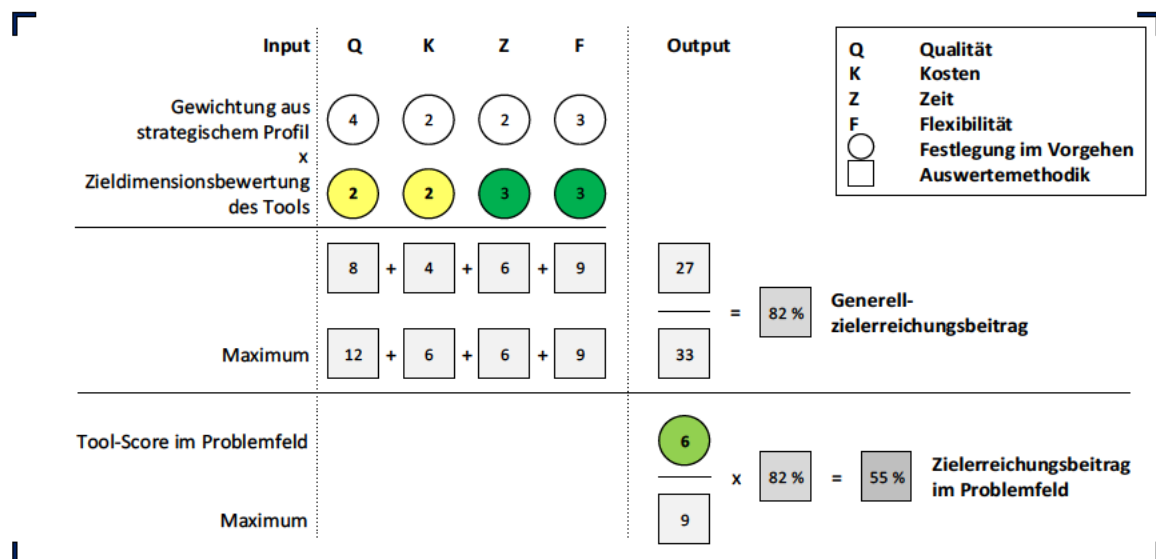 Input Q K Z F Output
Q Qualität
K Kosten
Z Zeit
F Flexibilität
Festlegung im Vorgehen
Auswertemethodik
Gewichtung aus
strategischem Profil
4 2 2 3
x
Zieldimensionsbewertung
des Tools
2 2 3 3
8 + 4 + 6 + 9 27
= 82 % Generell-
zielerreichungsbeitrag
Maximum 12 + 6 + 6 + 9 33
Tool-Score im Problemfeld 6
x 82 % = 55 % Zielerreichungsbeitrag
im Problemfeld
Maximum 9